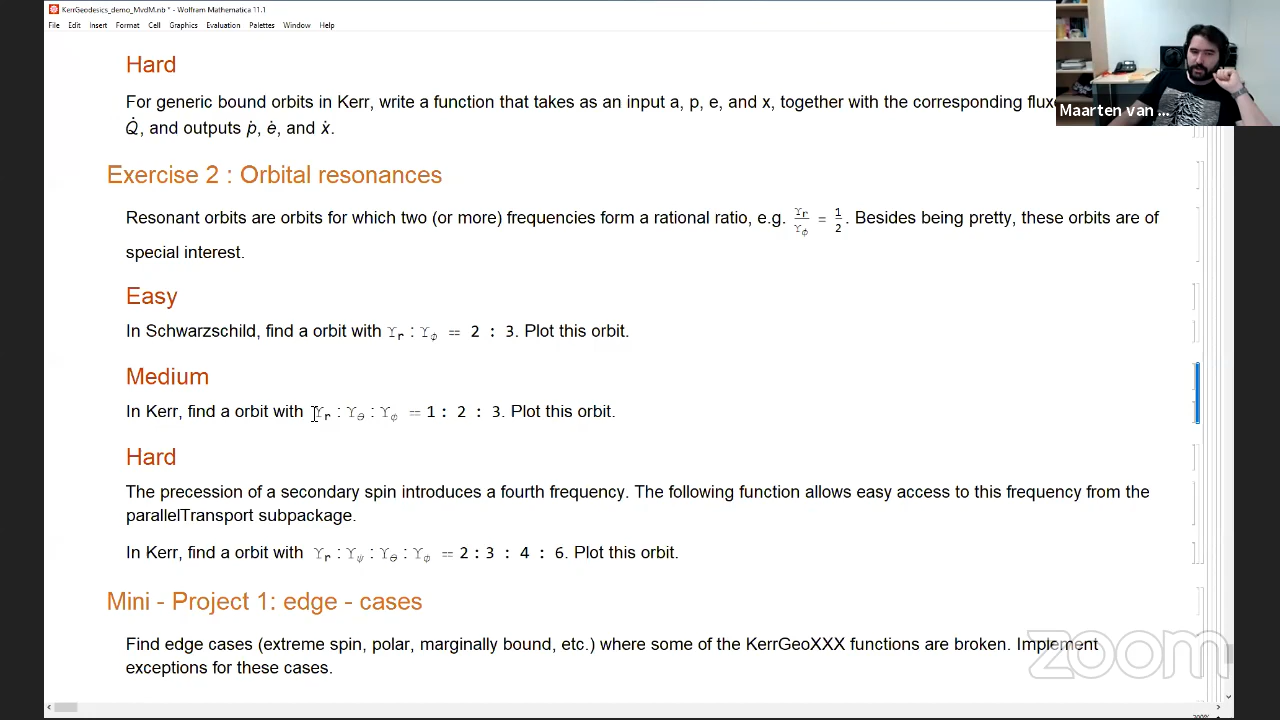 KerrGeodesics_demo_MvdM.nb * - Wolfram Mathematica 11.1
File Edit Insert Format Cell Graphics Evaluation Palettes Window Help
Hard
For generic bound orbits in Kerr, write a function that takes as an input a, p, e, and x, together with the corresponding
Q̇, and outputs ṗ, ė, and ẋ.
Maarten van ...
Exercise 2 : Orbital resonances
Resonant orbits are orbits for which two (or more) frequencies form a rational ratio, e.g. ϒr/ϒϕ = 1/2. Besides being pretty, these orbits are of
special interest.
Easy
In Schwarzschild, find a orbit with ϒr : ϒϕ == 2 : 3. Plot this orbit.
Medium
In Kerr, find a orbit with ϒr : ϒθ : ϒϕ == 1 : 2 : 3. Plot this orbit.
Hard
The precession of a secondary spin introduces a fourth frequency. The following function allows easy access to this frequency from the
parallelTransport subpackage.
In Kerr, find a orbit with ϒr : ϒψ : ϒθ : ϒϕ == 2 : 3 : 4 : 6. Plot this orbit.
Mini - Project 1: edge - cases
Find edge cases (extreme spin, polar, marginally bound, etc.) where some of the KerrGeoXXX functions are broken. Implement
exceptions for these cases.
zoom